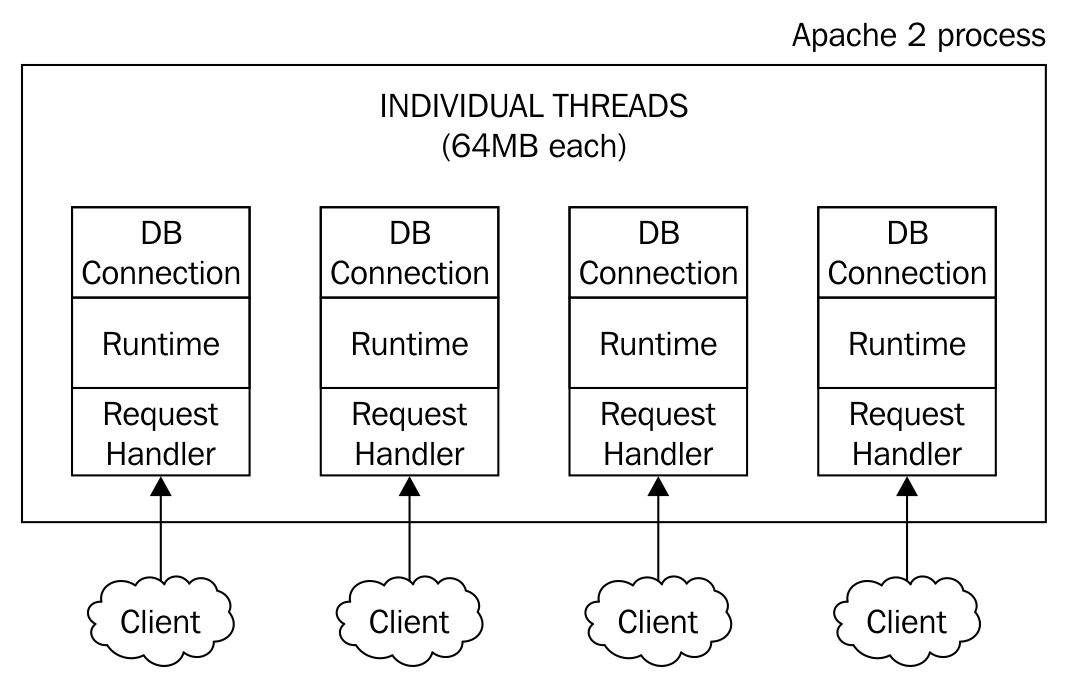 Apache 2 process
INDIVIDUAL THREADS
(64MB each)
DB
Connection
Runtime
Request
Handler
DB
Connection
Runtime
Request
Handler
DB
Connection
Runtime
Request
Handler
DB
Connection
Runtime
Request
Handler
Client
Client
Client
Client